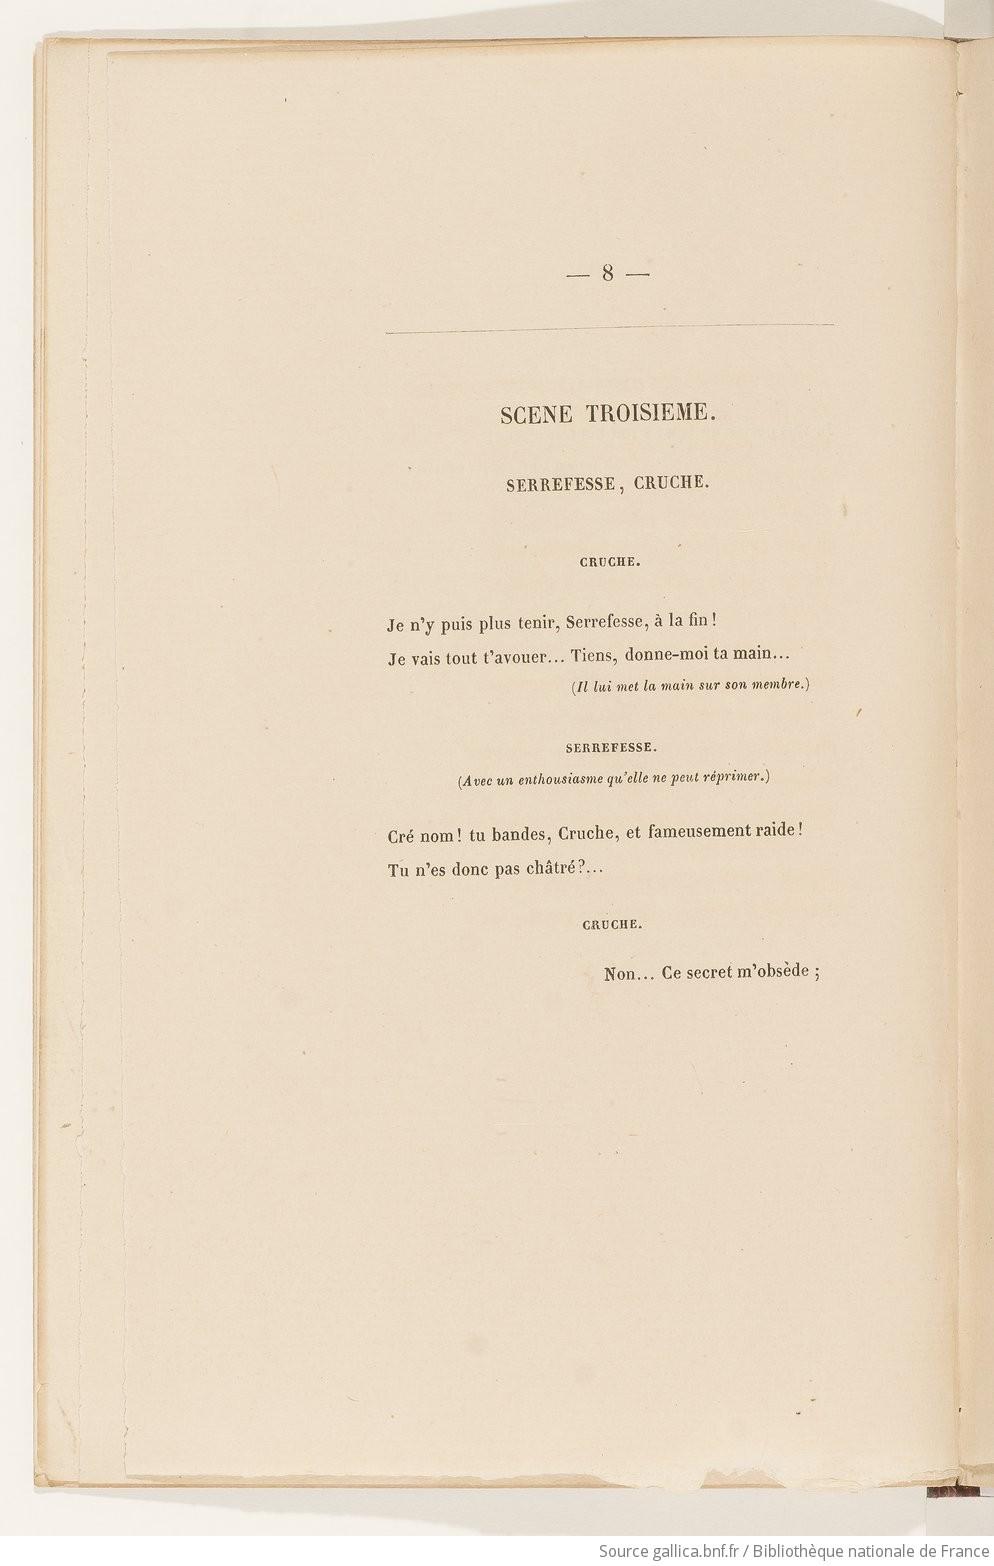 — 8 —
SCENE TROISIEME.
SERREFESSE, CRUCHE.
CRUCHE.
Je n'y puis plus tenir, Serrefesse, à la fin !
Je vais tout t'avouer... Tiens, donne-moi ta main...
(Il lui met la main sur son membre.)
SERREFESSE.
(Avec un enthousiasme qu'elle ne peut réprimer.)
Cré nom ! tu bandes, Cruche, et fameusement raide !
Tu n'es donc pas châtré ?...
CRUCHE.
Non... Ce secret m'obsède ;
Source gallica.bnf.fr / Bibliothèque nationale de France